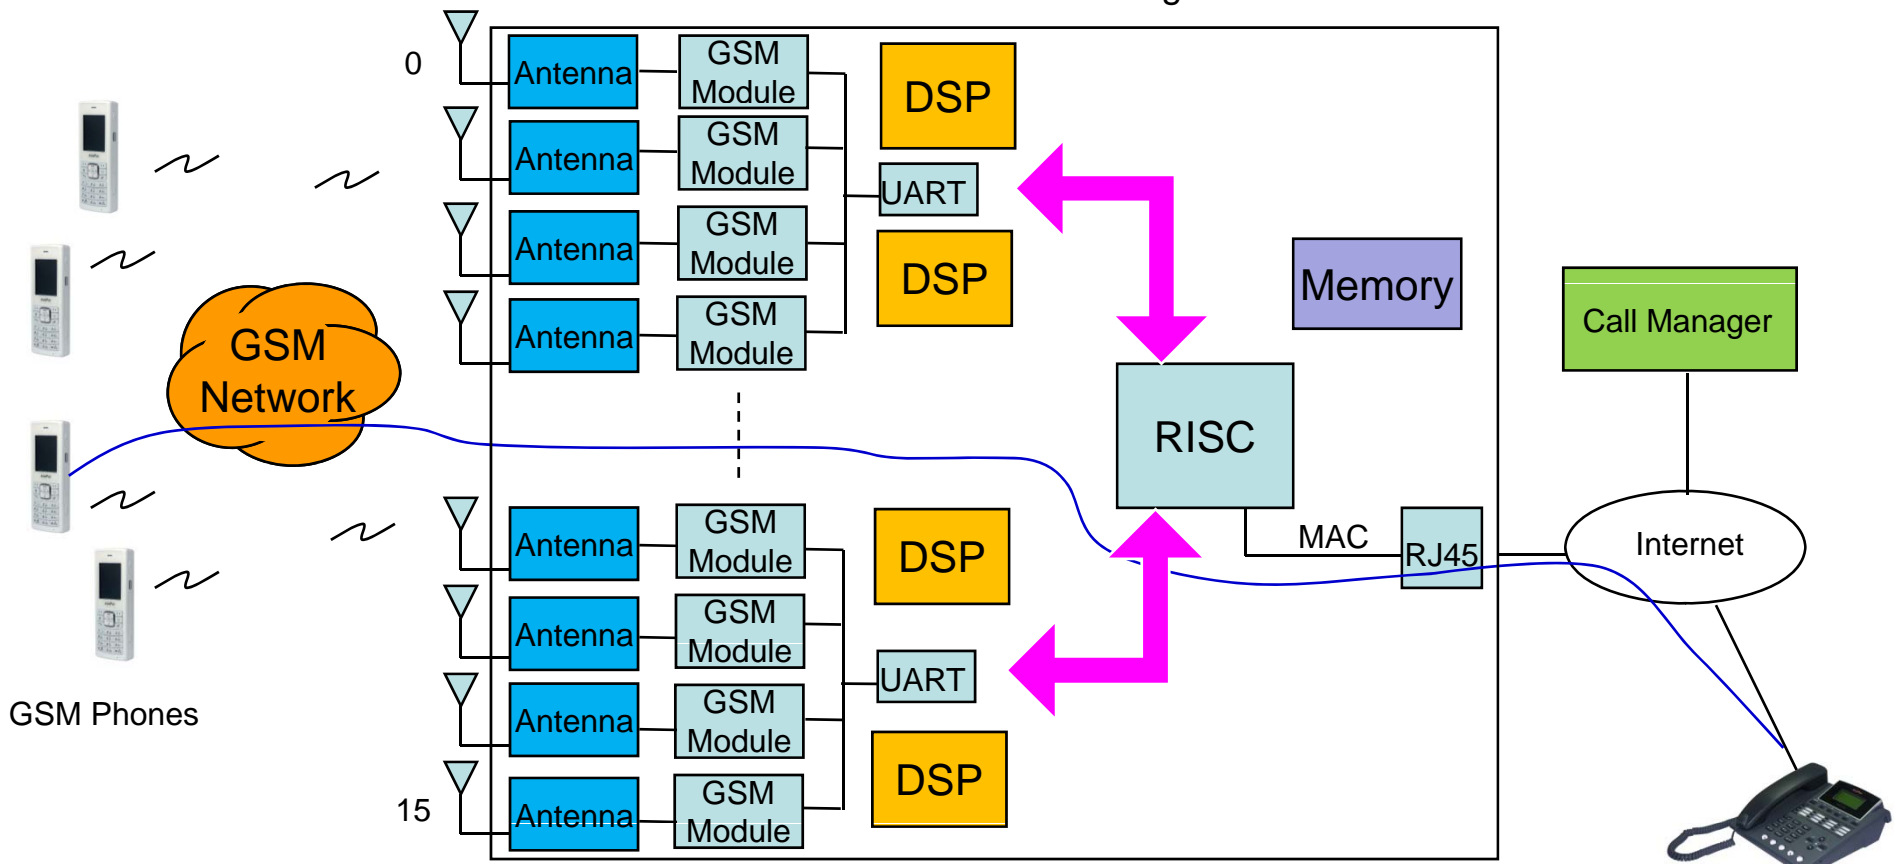 0
Antenna
GSM
Module
DSP
Antenna
GSM
Module
UART
Antenna
GSM
Module
DSP
Antenna
GSM
Module
Memory
Call Manager
GSM
Network
RISC
MAC
RJ45
Internet
Antenna
GSM
Module
DSP
Antenna
GSM
Module
UART
Antenna
GSM
Module
DSP
15
Antenna
GSM
Module
GSM Phones